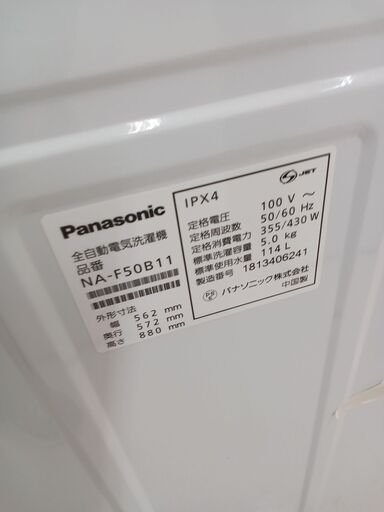 Panasonic
全自動電気洗濯機
品番
NA-F50B11
外形寸法
幅 562 mm
奥行 572 mm
高さ 880 mm
IPX4
JET
定格電圧 100 V ～
定格周波数 50/60 Hz
定格消費電力 355/430 W
標準洗濯容量 5.0 kg
標準使用水量 114 L
製造番号 1813406241
パナソニック株式会社
中国製